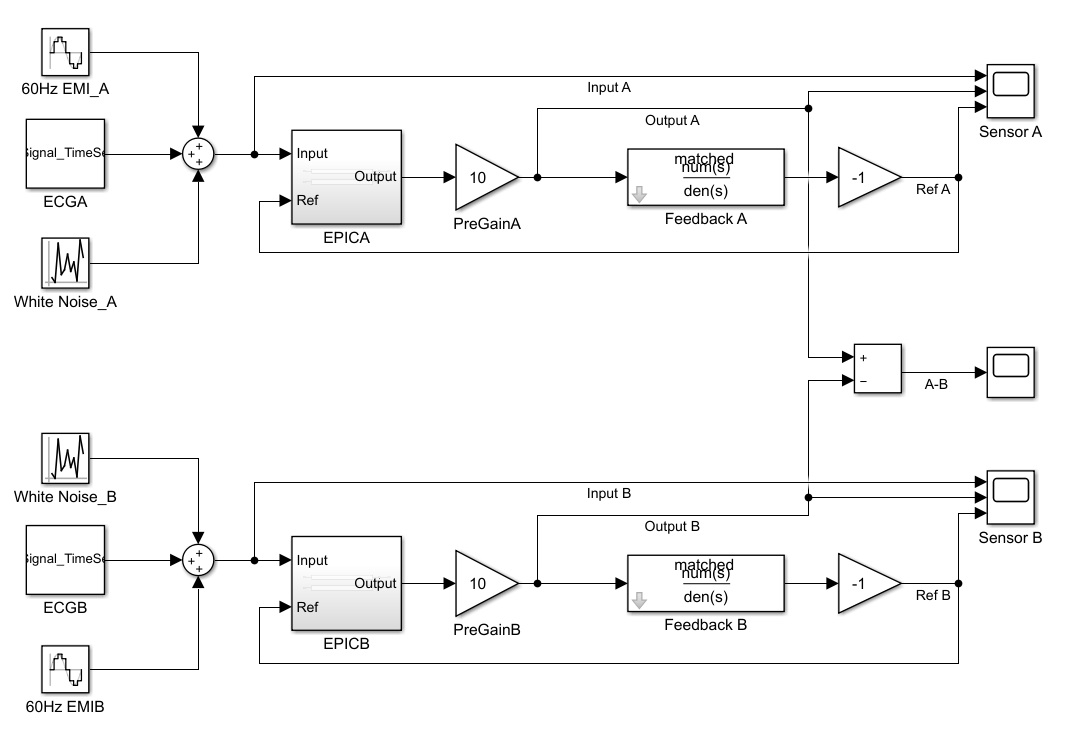 60Hz EMI_A
Signal_TimeSe
ECGA
White Noise_A
+
+
+
Input
Output
Ref
EPICA
10
PreGainA
Input A
Output A
matched
num(s)
den(s)
Feedback A
-1
Ref A
Sensor A
+
−
A-B
White Noise_B
Signal_TimeSe
ECGB
60Hz EMIB
+
+
+
Input
Output
Ref
EPICB
10
PreGainB
Input B
Output B
matched
num(s)
den(s)
Feedback B
-1
Ref B
Sensor B